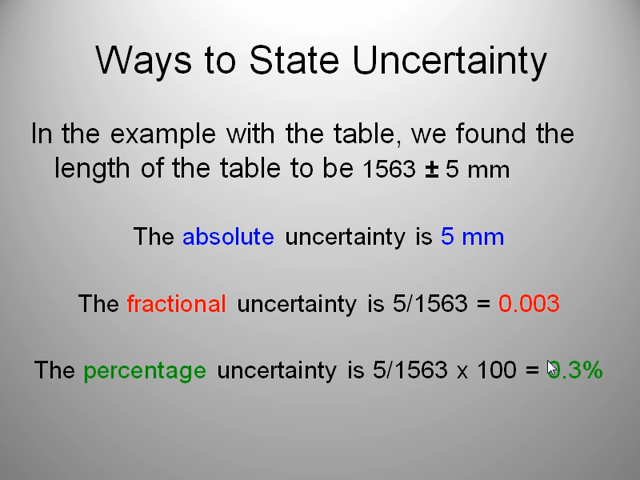 Ways to State Uncertainty
In the example with the table, we found the
length of the table to be 1563 ± 5 mm
The absolute uncertainty is 5 mm
The fractional uncertainty is 5/1563 = 0.003
The percentage uncertainty is 5/1563 x 100 = 0.3%